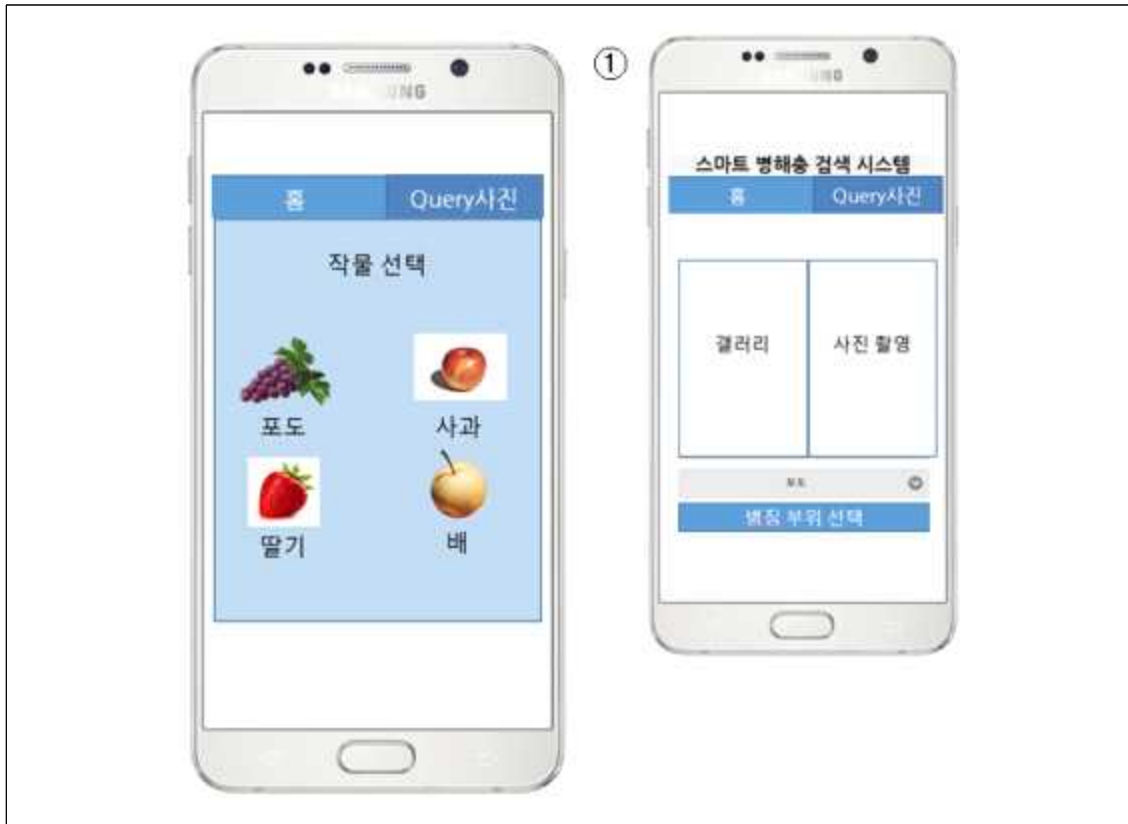 홈 Query사진
작물 선택
포도 사과
딸기 배
①
스마트 병해충 검색 시스템
홈 Query사진
갤러리 사진 촬영
병징 부위 선택